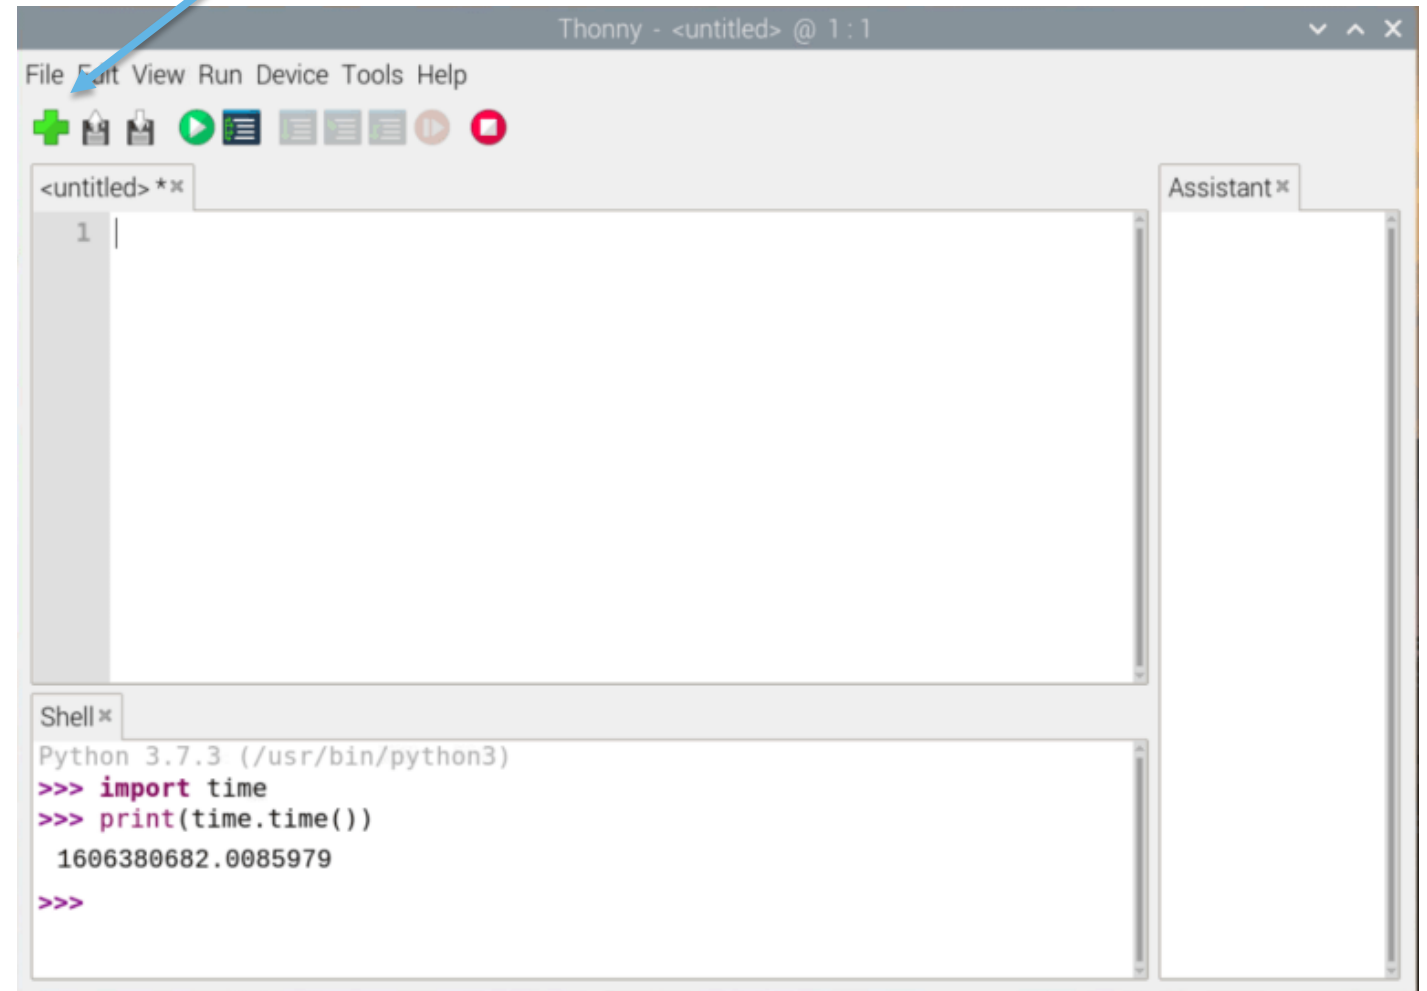 Thonny - <untitled> @ 1 : 1
File Edit View Run Device Tools Help
<untitled> *
Assistant
1
Shell
Python 3.7.3 (/usr/bin/python3)
>>> import time
>>> print(time.time())
1606380682.0085979
>>>